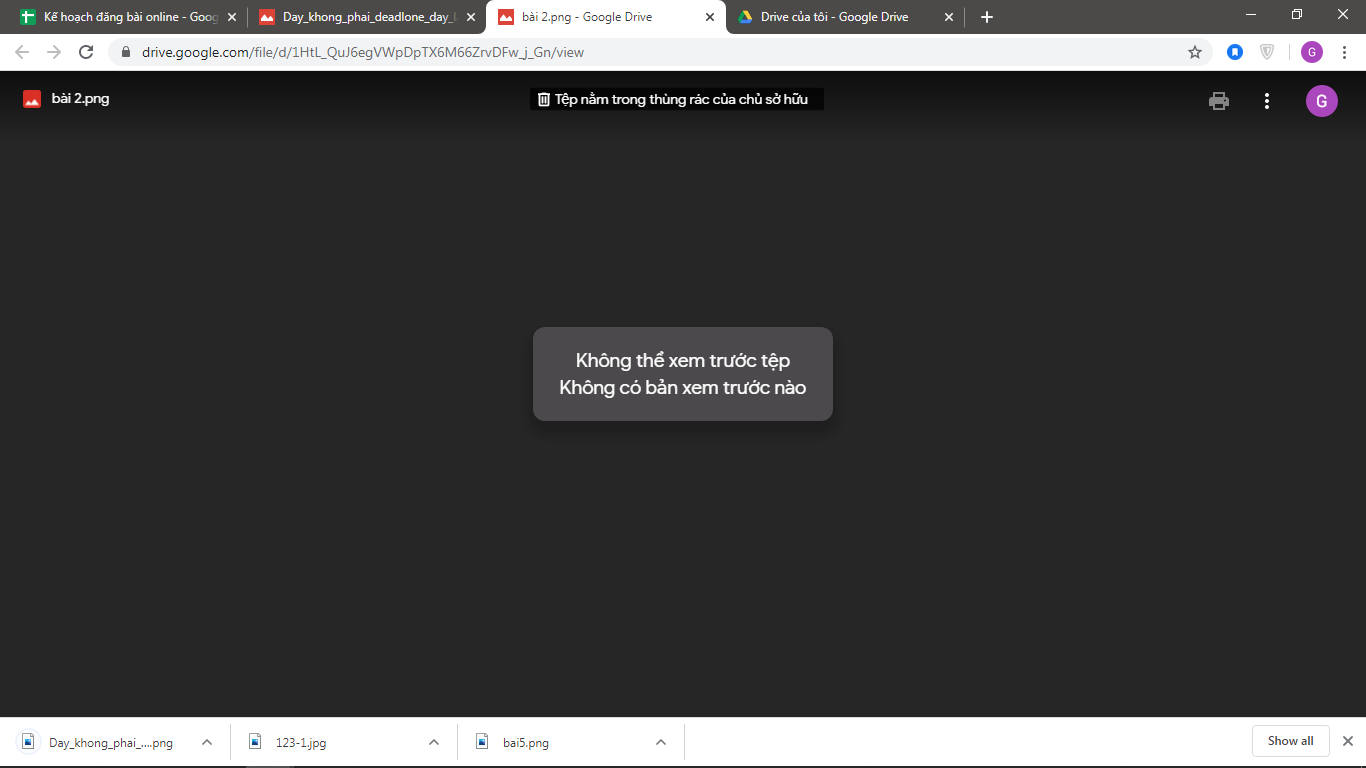 Kế hoạch đăng bài online - Goog
Day_khong_phai_deadlone_day_l
bài 2.png - Google Drive
Drive của tôi - Google Drive
drive.google.com/file/d/1HtL_QuJ6egVWpDpTX6M66ZrvDFw_j_Gn/view
G
bài 2.png
Tệp nằm trong thùng rác của chủ sở hữu
G
Không thể xem trước tệp
Không có bản xem trước nào
Day_khong_phai_....png
123-1.jpg
bai5.png
Show all